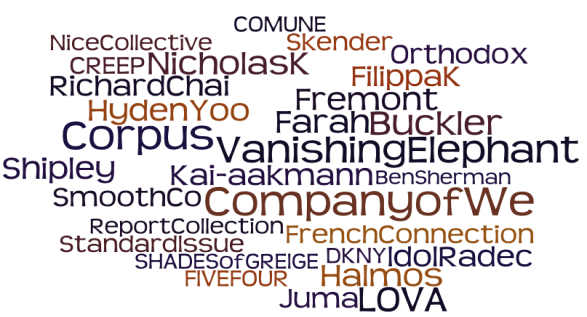 COMUNE
NiceCollective
Skender
Orthodox
CREEP
NicholasK
FilippaK
RichardChai
Fremont
HydenYoo
Farah
Buckler
Corpus
VanishingElephant
Shipley
Kai-aakmann
BenSherman
SmoothCo
CompanyofWe
ReportCollection
FrenchConnection
StandardIssue
SHADESofGREIGE
DKNY
IdolRadec
FIVEFOUR
Halmos
Juma
LOVA